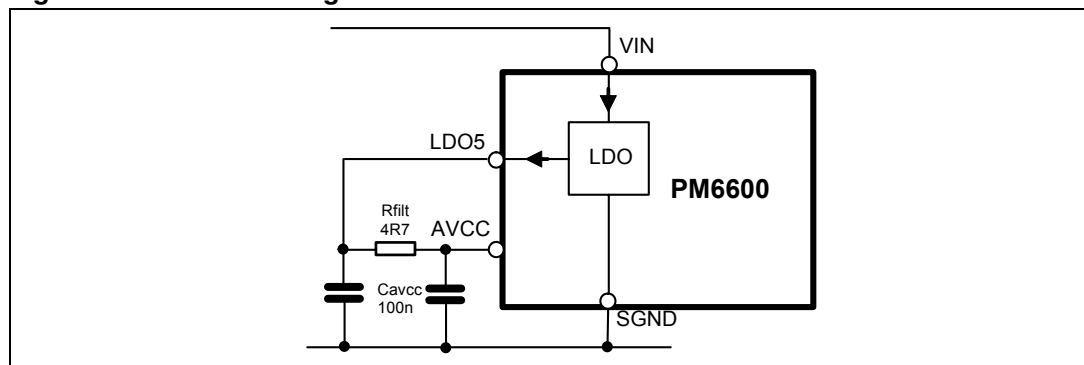 VIN
LDO5
LDO
PM6600
Rfilt
4R7
AVCC
Cavcc
100n
SGND